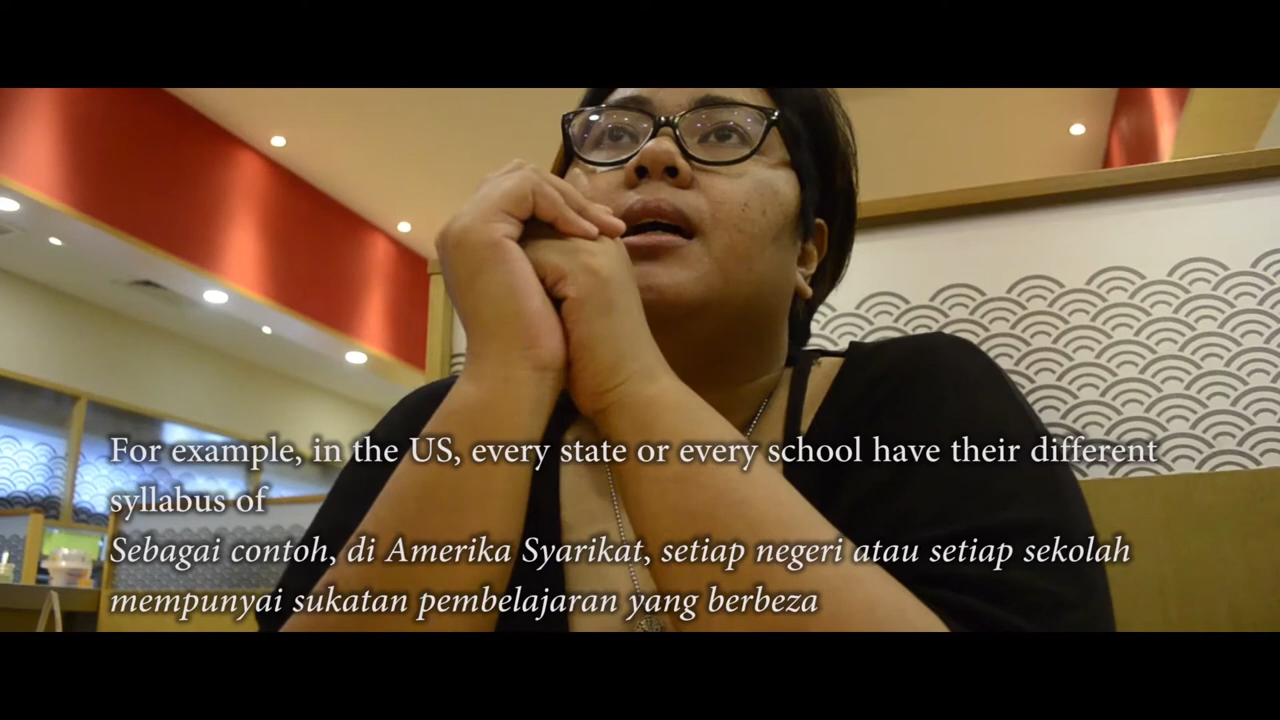 For example, in the US, every state or every school have their different
syllabus of
Sebagai contoh, di Amerika Syarikat, setiap negeri atau setiap sekolah
mempunyai sukatan pembelajaran yang berbeza